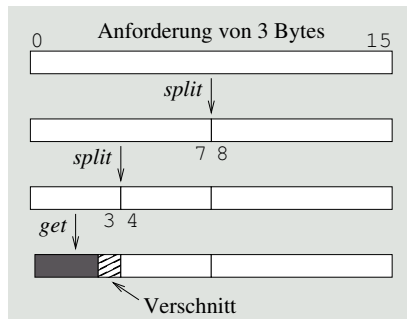 Anforderung von 3 Bytes
0 15
split
split 7 8
get 3 4
Verschnitt